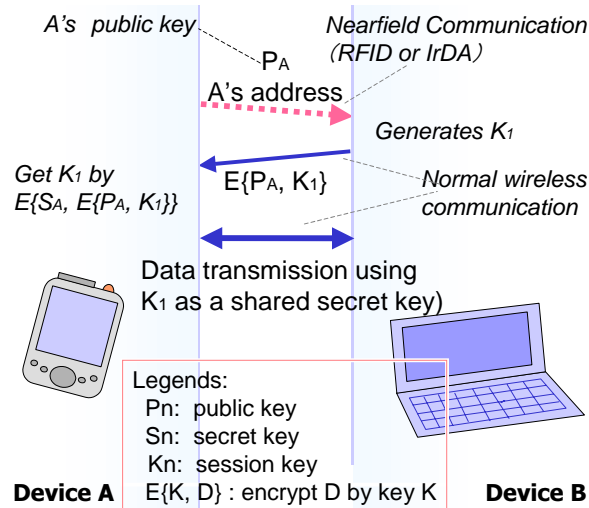 A's public key
Nearfield Communication
(RFID or IrDA)
PA
A's address
Generates K1
Get K1 by
E{SA, E{PA, K1}}
E{PA, K1}
Normal wireless
communication
Data transmission using
K1 as a shared secret key)
Legends:
Pn: public key
Sn: secret key
Kn: session key
E{K, D} : encrypt D by key K
Device A
Device B